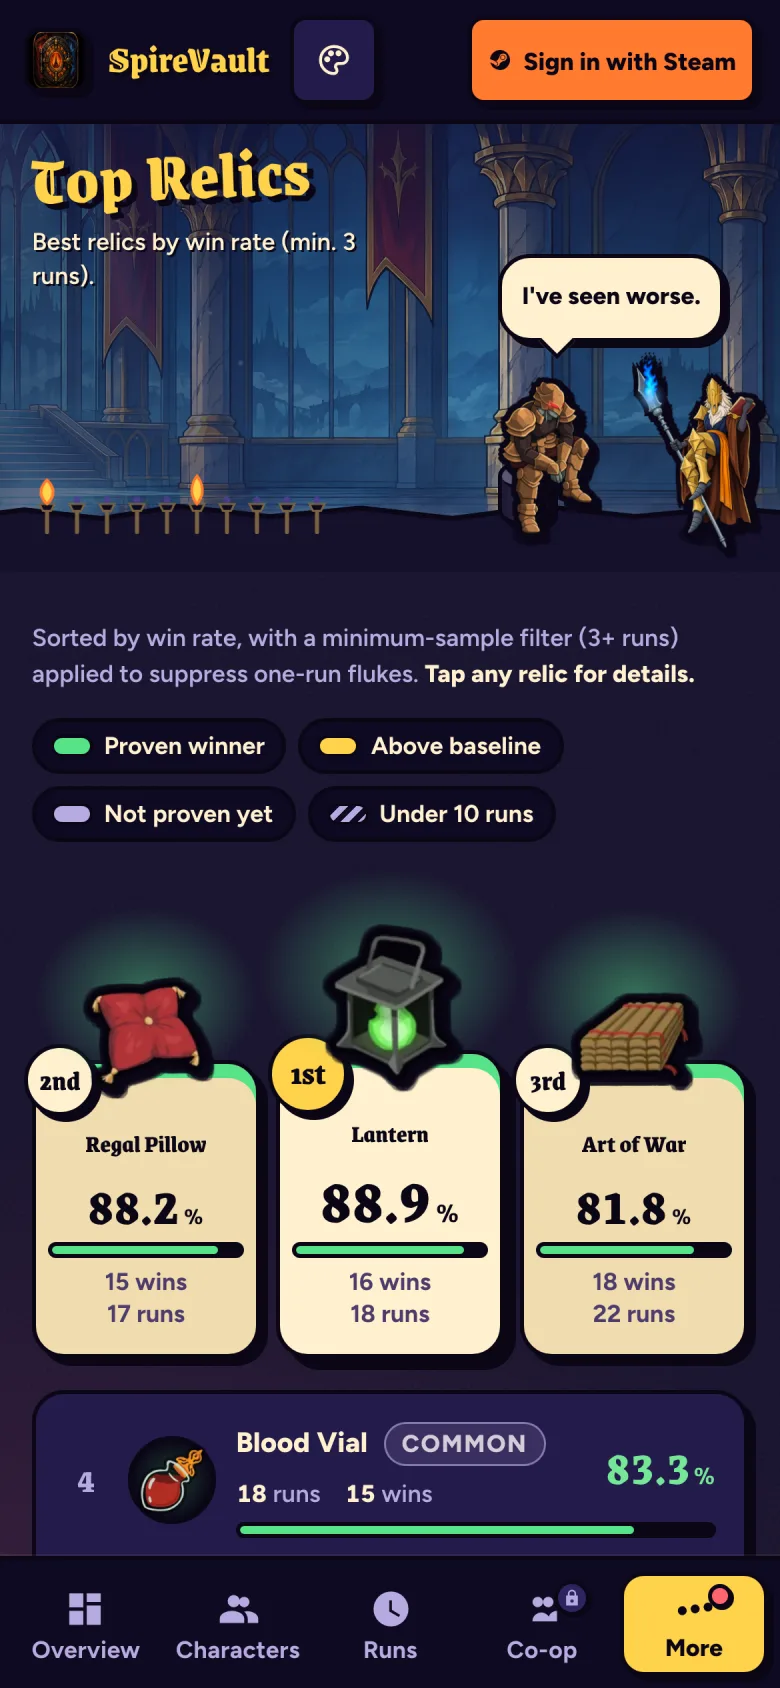 SpireVault
Sign in with Steam
Top Relics
Best relics by win rate (min. 3
runs).
I've seen worse.
Sorted by win rate, with a minimum-sample filter (3+ runs)
applied to suppress one-run flukes. Tap any relic for details.
Proven winner
Above baseline
Not proven yet
Under 10 runs
2nd
Regal Pillow
88.2%
15 wins
17 runs
1st
Lantern
88.9%
16 wins
18 runs
3rd
Art of War
81.8%
18 wins
22 runs
4
Blood Vial COMMON
18 runs 15 wins
83.3%
Overview
Characters
Runs
Co-op
More